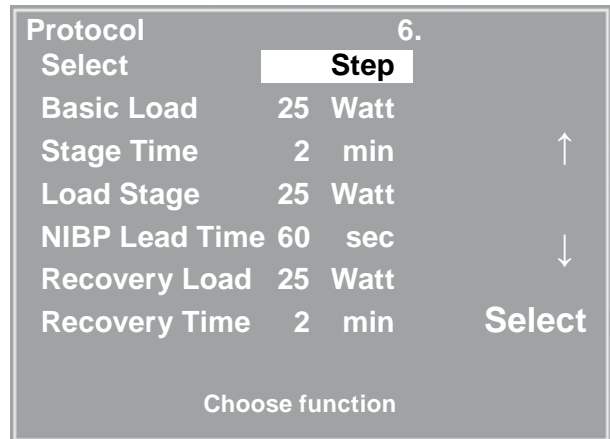 Protocol 6.
Select Step
Basic Load 25 Watt
Stage Time 2 min
↑
Load Stage 25 Watt
NIBP Lead Time 60 sec
↓
Recovery Load 25 Watt
Recovery Time 2 min Select
Choose function